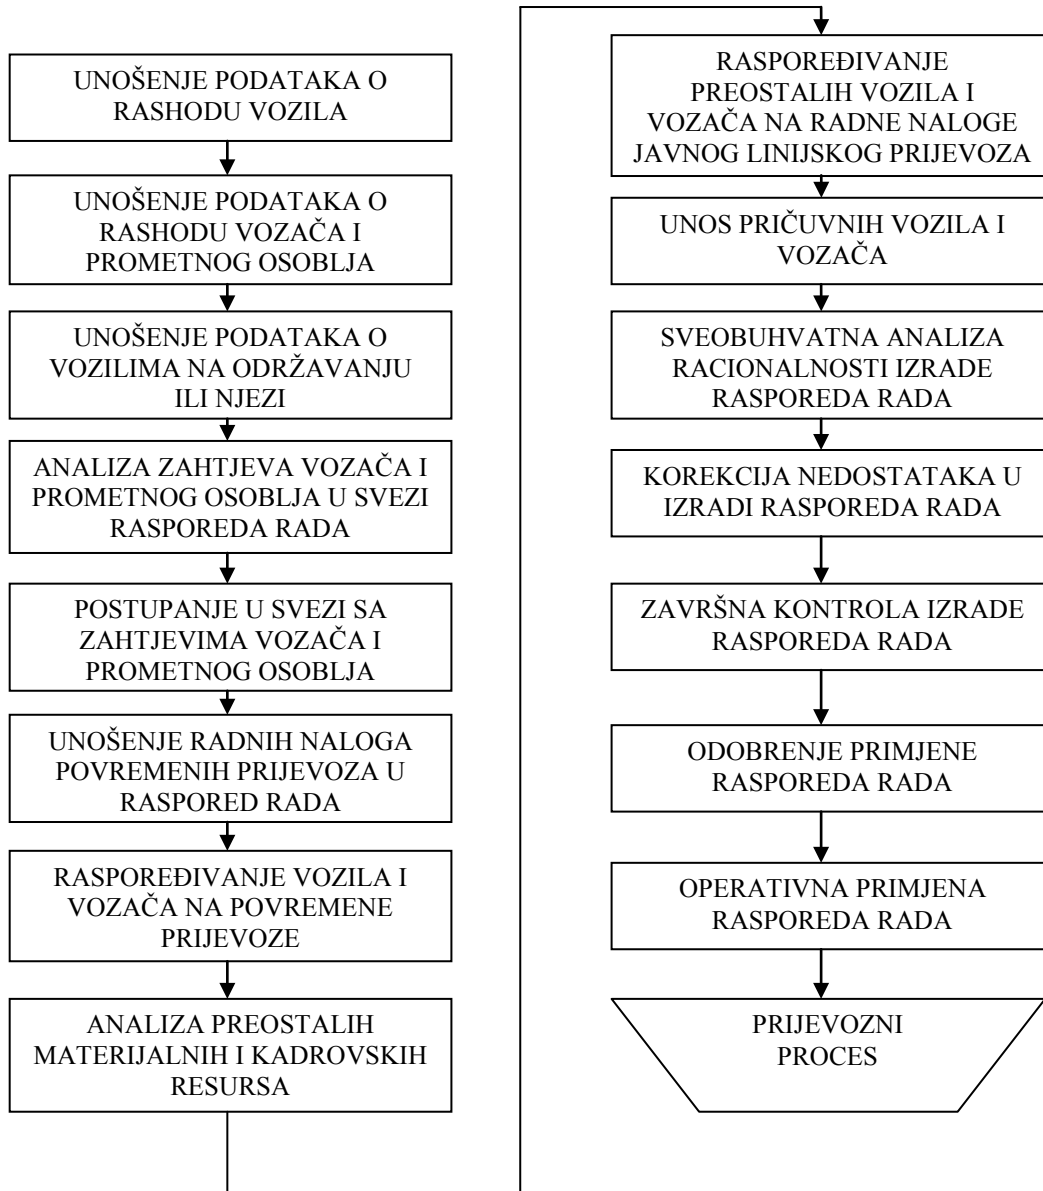 UNOŠENJE PODATAKA O
RASHODU VOZILA
UNOŠENJE PODATAKA O
RASHODU VOZAČA I
PROMETNOG OSOBLJA
UNOŠENJE PODATAKA O
VOZILIMA NA ODRŽAVANJU
ILI NJEZI
ANALIZA ZAHTJEVA VOZAČA I
PROMETNOG OSOBLJA U SVEZI
RASPOREDA RADA
POSTUPANJE U SVEZI SA
ZAHTJEVIMA VOZAČA I
PROMETNOG OSOBLJA
UNOŠENJE RADNIH NALOGA
POVREMENIH PRIJEVOZA U
RASPORED RADA
RASPOREĐIVANJE VOZILA I
VOZAČA NA POVREMENE
PRIJEVOZE
ANALIZA PREOSTALIH
MATERIJALNIH I KADROVSKIH
RESURSA
RASPOREĐIVANJE
PREOSTALIH VOZILA I
VOZAČA NA RADNE NALOGE
JAVNOG LINIJSKOG PRIJEVOZA
UNOS PRIČUVNIH VOZILA I
VOZAČA
SVEOBUHVATNA ANALIZA
RACIONALNOSTI IZRADE
RASPOREDA RADA
KOREKCIJA NEDOSTATAKA U
IZRADI RASPOREDA RADA
ZAVRŠNA KONTROLA IZRADE
RASPOREDA RADA
ODOBRENJE PRIMJENE
RASPOREDA RADA
OPERATIVNA PRIMJENA
RASPOREDA RADA
PRIJEVOZNI
PROCES